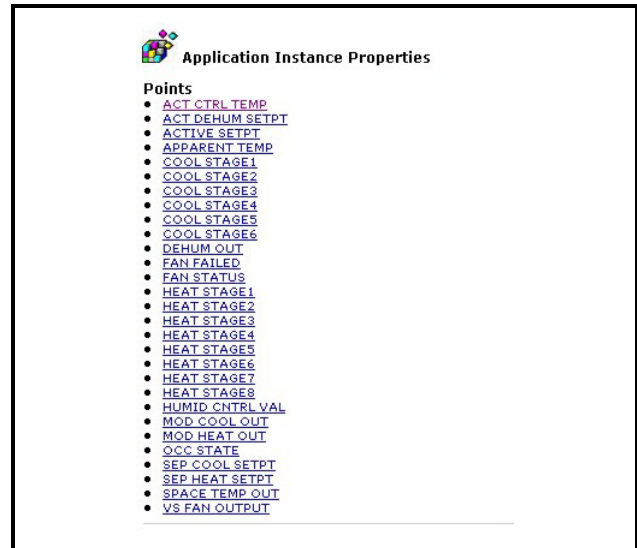 Application Instance Properties
Points
ACT CTRL TEMP
ACT DEHUM SETPT
ACTIVE SETPT
APPARENT TEMP
COOL STAGE1
COOL STAGE2
COOL STAGE3
COOL STAGE4
COOL STAGE5
COOL STAGE6
DEHUM OUT
FAN FAILED
FAN STATUS
HEAT STAGE1
HEAT STAGE2
HEAT STAGE3
HEAT STAGE4
HEAT STAGE5
HEAT STAGE6
HEAT STAGE7
HEAT STAGE8
HUMID CNTRL VAL
MOD COOL OUT
MOD HEAT OUT
OCC STATE
SEP COOL SETPT
SEP HEAT SETPT
SPACE TEMP OUT
VS FAN OUTPUT